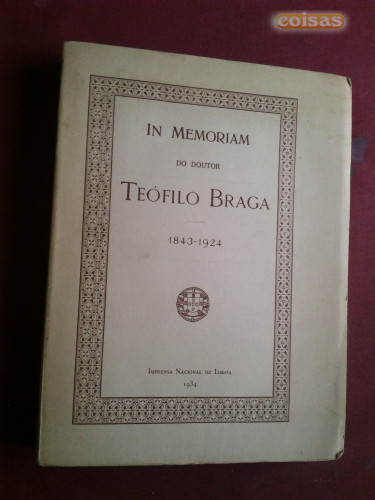 coisas
IN MEMORIAM
DO DOUTOR
TEÓFILO BRAGA
1843-1924
IMPRENSA NACIONAL DE LISBOA
1934